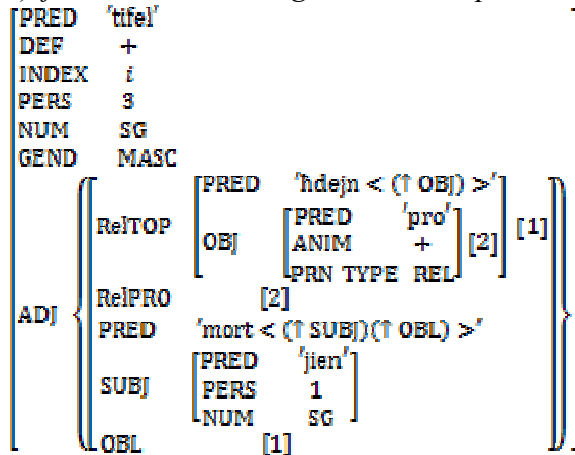 PRED 'tifel'
DEF +
INDEX i
PERS 3
NUM SG
GEND MASC
PRED 'ħdejn < (↑ OBJ) >'
RelTOP
PRED 'pro'
OBJ ANIM + [2] [1]
PRN TYPE REL
RelPRO [2]
ADJ
PRED 'mort < (↑ SUBJ)(↑ OBL) >'
PRED 'jien'
SUBJ PERS 1
NUM SG
OBL [1]